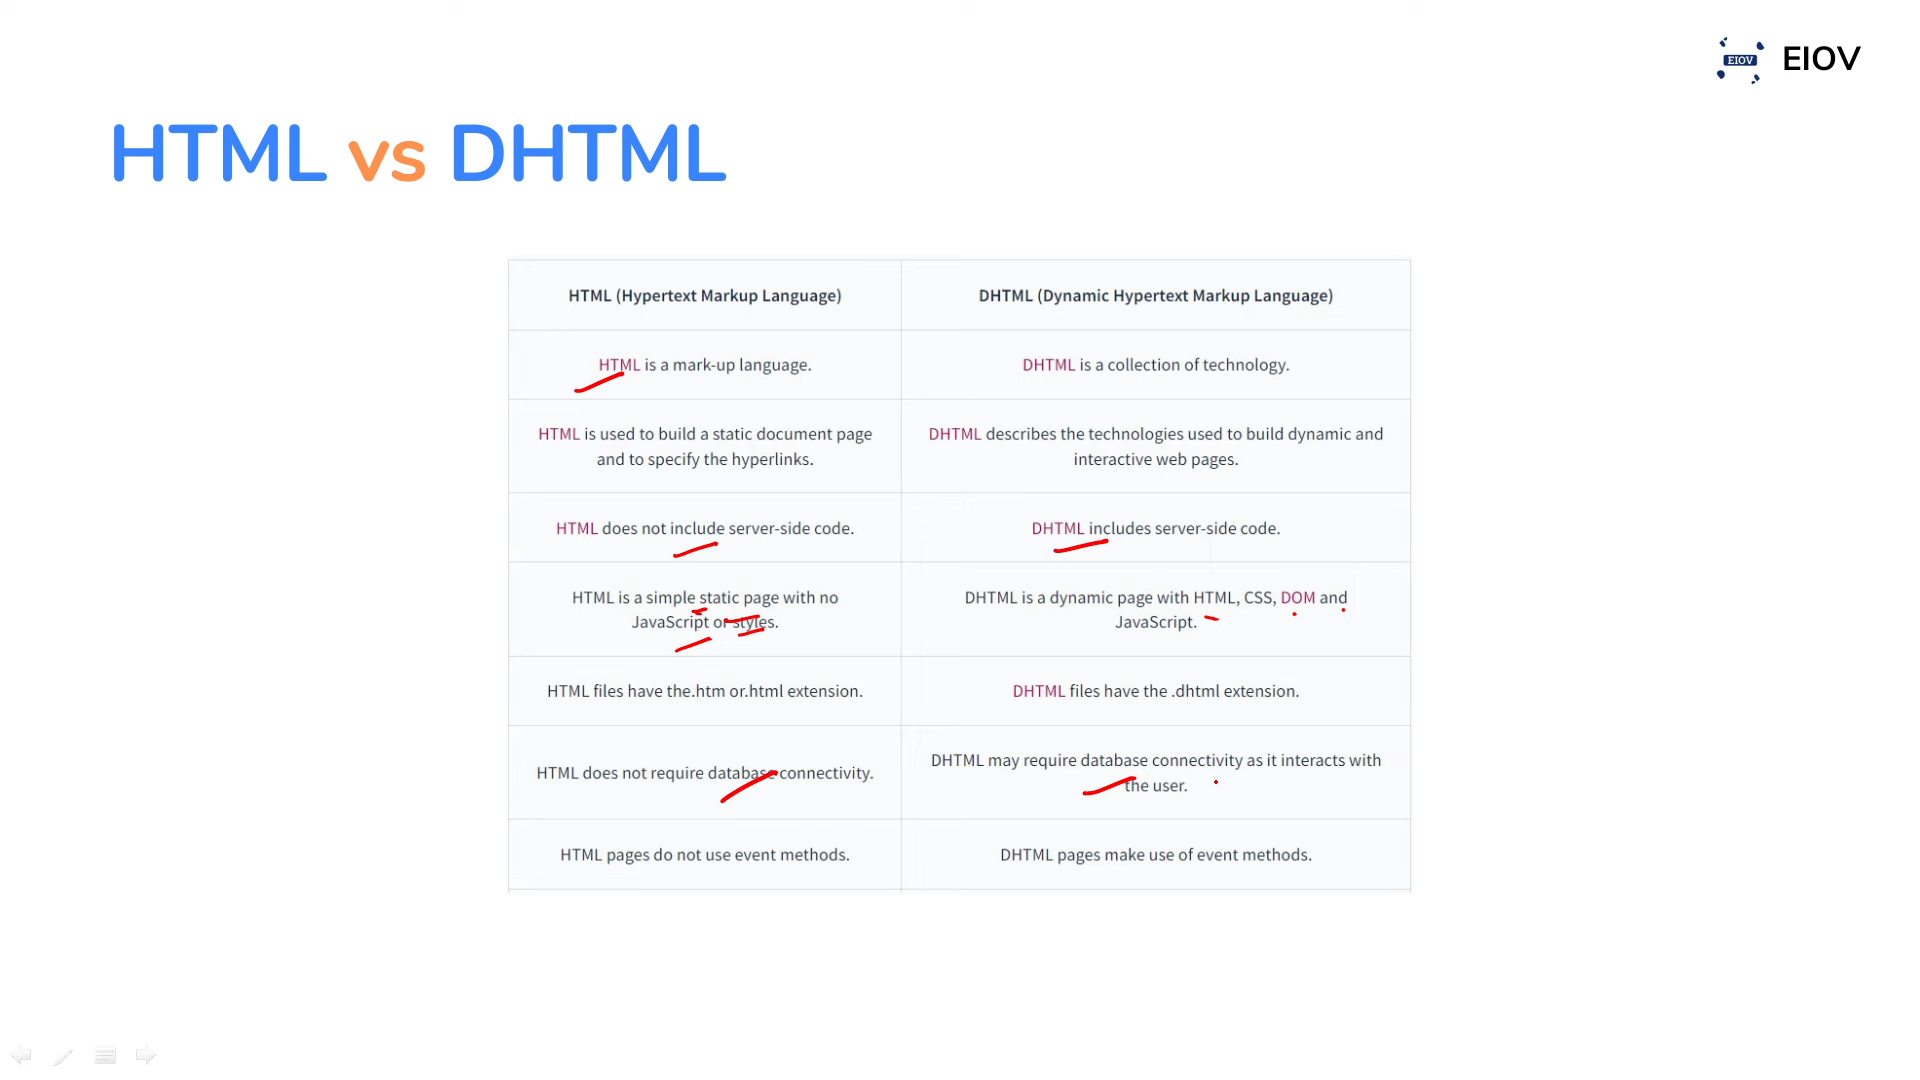 EIOV EIOV
HTML vs DHTML
HTML (Hypertext Markup Language)
DHTML (Dynamic Hypertext Markup Language)
HTML is a mark-up language.
DHTML is a collection of technology.
HTML is used to build a static document page
and to specify the hyperlinks.
DHTML describes the technologies used to build dynamic and
interactive web pages.
HTML does not include server-side code.
DHTML includes server-side code.
HTML is a simple static page with no
JavaScript or styles.
DHTML is a dynamic page with HTML, CSS, DOM and
JavaScript.
HTML files have the.htm or.html extension.
DHTML files have the .dhtml extension.
HTML does not require database connectivity.
DHTML may require database connectivity as it interacts with
the user.
HTML pages do not use event methods.
DHTML pages make use of event methods.